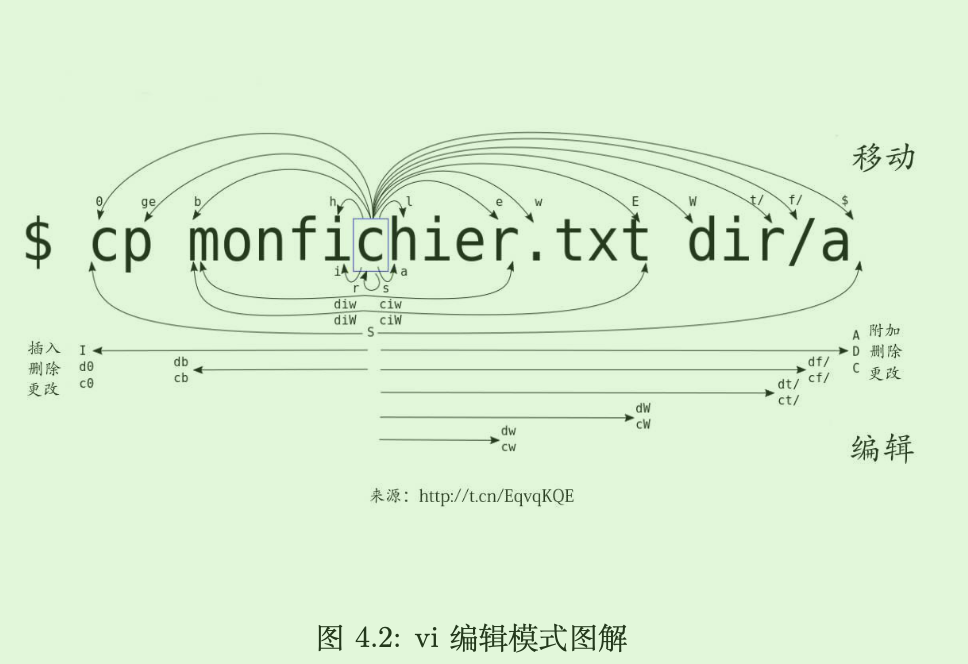 移动
0 ge b h l e w E W t/ f/ $
$ cp monfichier.txt dir/a
i a
r s
diw ciw
diW ciW
S
插入 I A 附加
删除 d0 D 删除
更改 c0 C 更改
db df/
cb cf/
dt/
ct/
dW
cW
dw
cw
编辑
来源：http://t.cn/EqvqKQE
图 4.2: vi 编辑模式图解